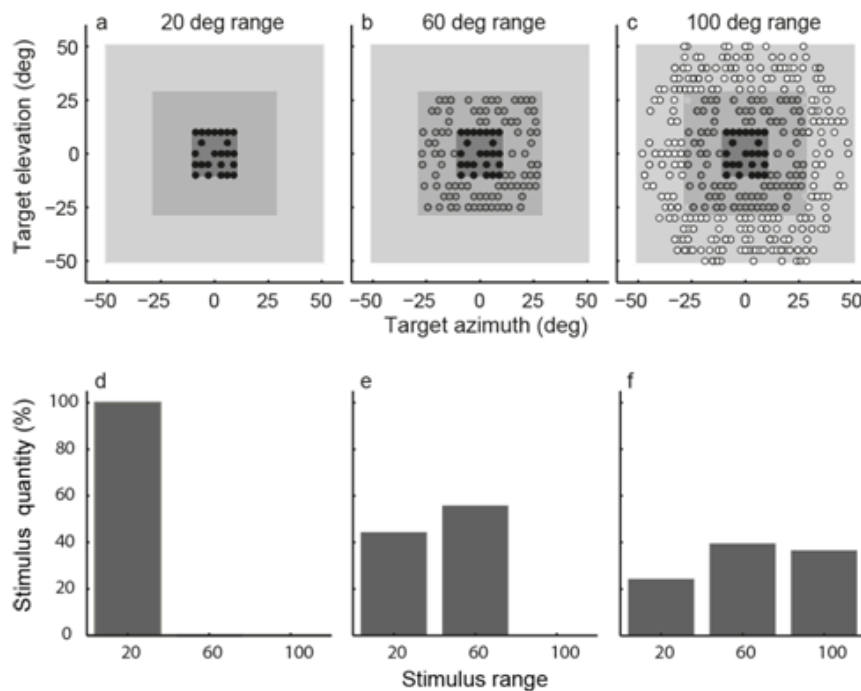 a 20 deg range
b 60 deg range
c 100 deg range
Target elevation (deg)
50
25
0
−25
−50
−50 −25 0 25 50
−50 −25 0 25 50
−50 −25 0 25 50
Target azimuth (deg)
d
e
f
Stimulus quantity (%)
100
80
60
40
20
0
20 60 100
20 60 100
20 60 100
Stimulus range